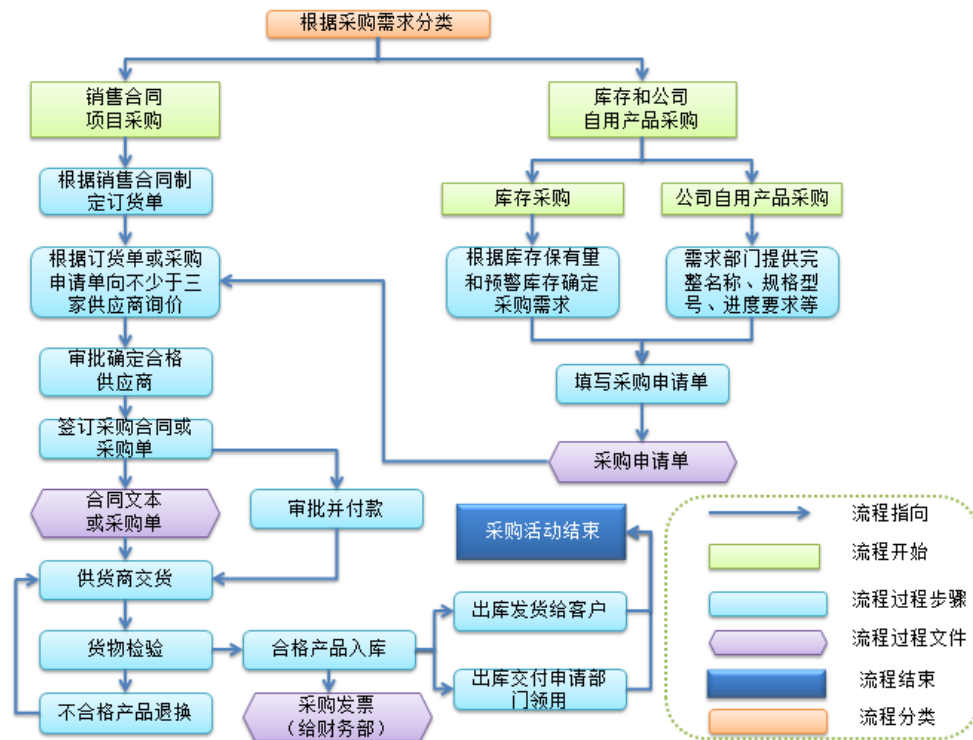 根据采购需求分类
销售合同
项目采购
库存和公司
自用产品采购
根据销售合同制
定订货单
库存采购
公司自用产品采购
根据订货单或采购
申请单向不少于三
家供应商询价
根据库存保有量
和预警库存确定
采购需求
需求部门提供完
整名称、规格型
号、进度要求等
审批确定合格
供应商
填写采购申请单
签订采购合同或
采购单
采购申请单
合同文本
或采购单
审批并付款
采购活动结束
供货商交货
货物检验
合格产品入库
出库发货给客户
不合格产品退换
采购发票
（给财务部）
出库交付申请部
门领用
流程指向
流程开始
流程过程步骤
流程过程文件
流程结束
流程分类